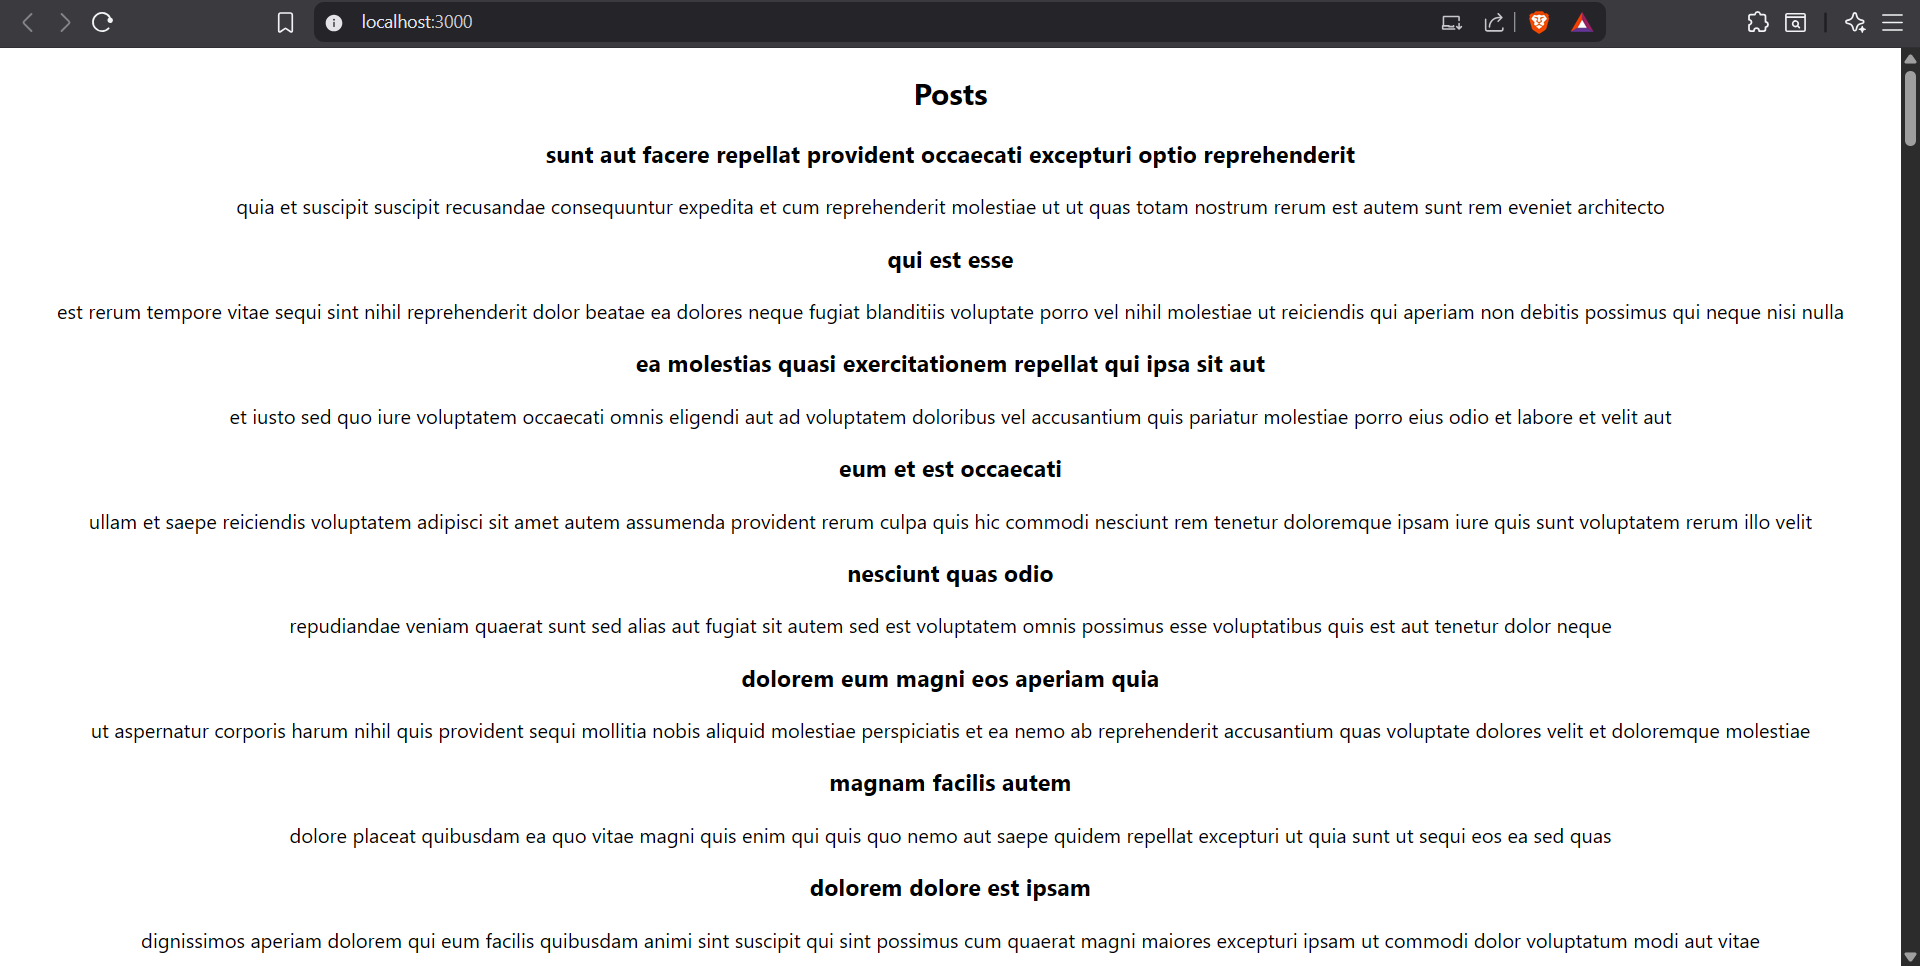 localhost:3000
Posts
sunt aut facere repellat provident occaecati excepturi optio reprehenderit
quia et suscipit suscipit recusandae consequuntur expedita et cum reprehenderit molestiae ut ut quas totam nostrum rerum est autem sunt rem eveniet architecto
qui est esse
est rerum tempore vitae sequi sint nihil reprehenderit dolor beatae ea dolores neque fugiat blanditiis voluptate porro vel nihil molestiae ut reiciendis qui aperiam non debitis possimus qui neque nisi nulla
ea molestias quasi exercitationem repellat qui ipsa sit aut
et iusto sed quo iure voluptatem occaecati omnis eligendi aut ad voluptatem doloribus vel accusantium quis pariatur molestiae porro eius odio et labore et velit aut
eum et est occaecati
ullam et saepe reiciendis voluptatem adipisci sit amet autem assumenda provident rerum culpa quis hic commodi nesciunt rem tenetur doloremque ipsam iure quis sunt voluptatem rerum illo velit
nesciunt quas odio
repudiandae veniam quaerat sunt sed alias aut fugiat sit autem sed est voluptatem omnis possimus esse voluptatibus quis est aut tenetur dolor neque
dolorem eum magni eos aperiam quia
ut aspernatur corporis harum nihil quis provident sequi mollitia nobis aliquid molestiae perspiciatis et ea nemo ab reprehenderit accusantium quas voluptate dolores velit et doloremque molestiae
magnam facilis autem
dolore placeat quibusdam ea quo vitae magni quis enim qui quis quo nemo aut saepe quidem repellat excepturi ut quia sunt ut sequi eos ea sed quas
dolorem dolore est ipsam
dignissimos aperiam dolorem qui eum facilis quibusdam animi sint suscipit qui sint possimus cum quaerat magni maiores excepturi ipsam ut commodi dolor voluptatum modi aut vitae